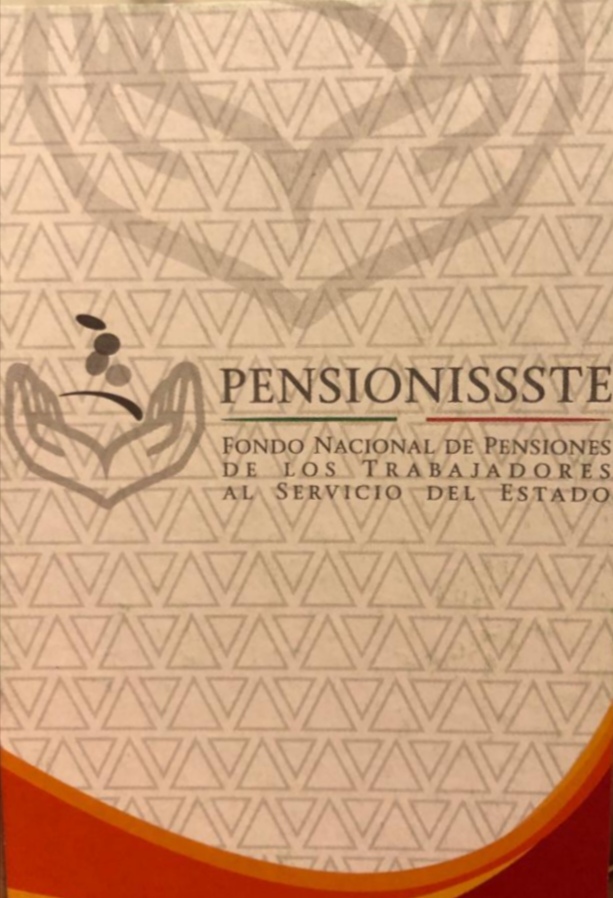 PENSIONISSSTE
FONDO NACIONAL DE PENSIONES
DE LOS TRABAJADORES
AL SERVICIO DEL ESTADO